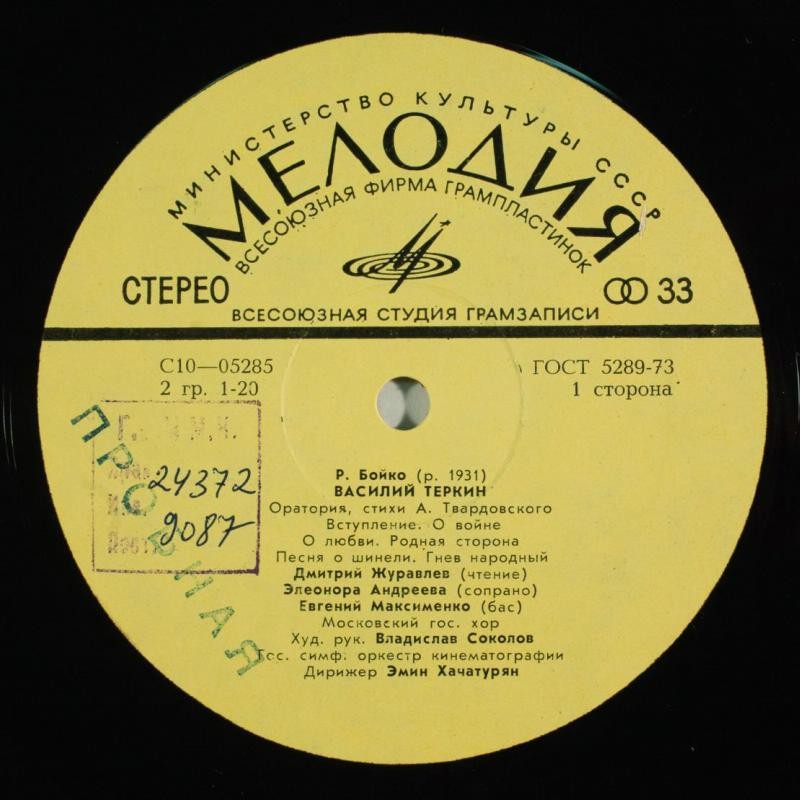 МИНИСТЕРСТВО КУЛЬТУРЫ СССР
МЕЛОДИЯ
ВСЕСОЮЗНАЯ ФИРМА ГРАМПЛАСТИНОК
СТЕРЕО
33
ВСЕСОЮЗНАЯ СТУДИЯ ГРАМЗАПИСИ
С10—05285
ГОСТ 5289-73
2 гр. 1-20
1 сторона
ПРОБНАЯ
24372
9087
Р. Бойко (р. 1931)
ВАСИЛИЙ ТЕРКИН
Оратория, стихи А. Твардовского
Вступление. О войне
О любви. Родная сторона
Песня о шинели. Гнев народный
Дмитрий Журавлев (чтение)
Элеонора Андреева (сопрано)
Евгений Максименко (бас)
Московский гос. хор
Худ. рук. Владислав Соколов
Гос. симф. оркестр кинематографии
Дирижер Эмин Хачатурян